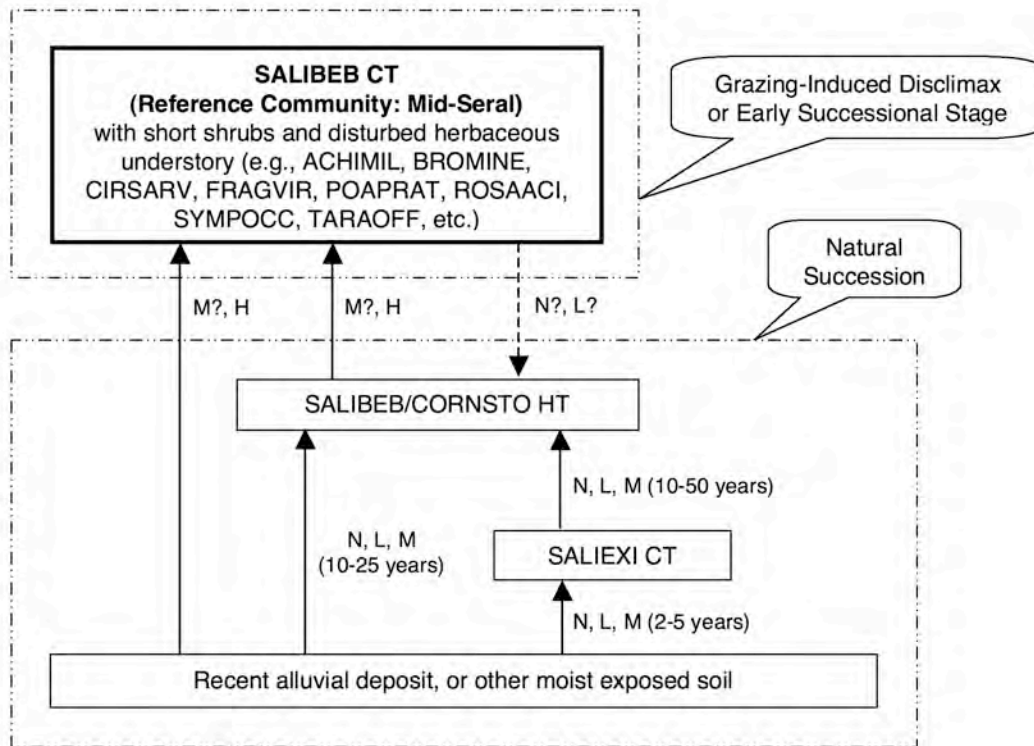 SALIBEB CT
(Reference Community: Mid-Seral)
with short shrubs and disturbed herbaceous
understory (e.g., ACHIMIL, BROMINE,
CIRSARV, FRAGVIR, POAPRAT, ROSAACI,
SYMPOCC, TARAOFF, etc.)
Grazing-Induced Disclimax
or Early Successional Stage
Natural
Succession
M?, H
M?, H
N?, L?
SALIBEB/CORNSTO HT
N, L, M (10-50 years)
N, L, M
(10-25 years)
SALIEXI CT
N, L, M (2-5 years)
Recent alluvial deposit, or other moist exposed soil